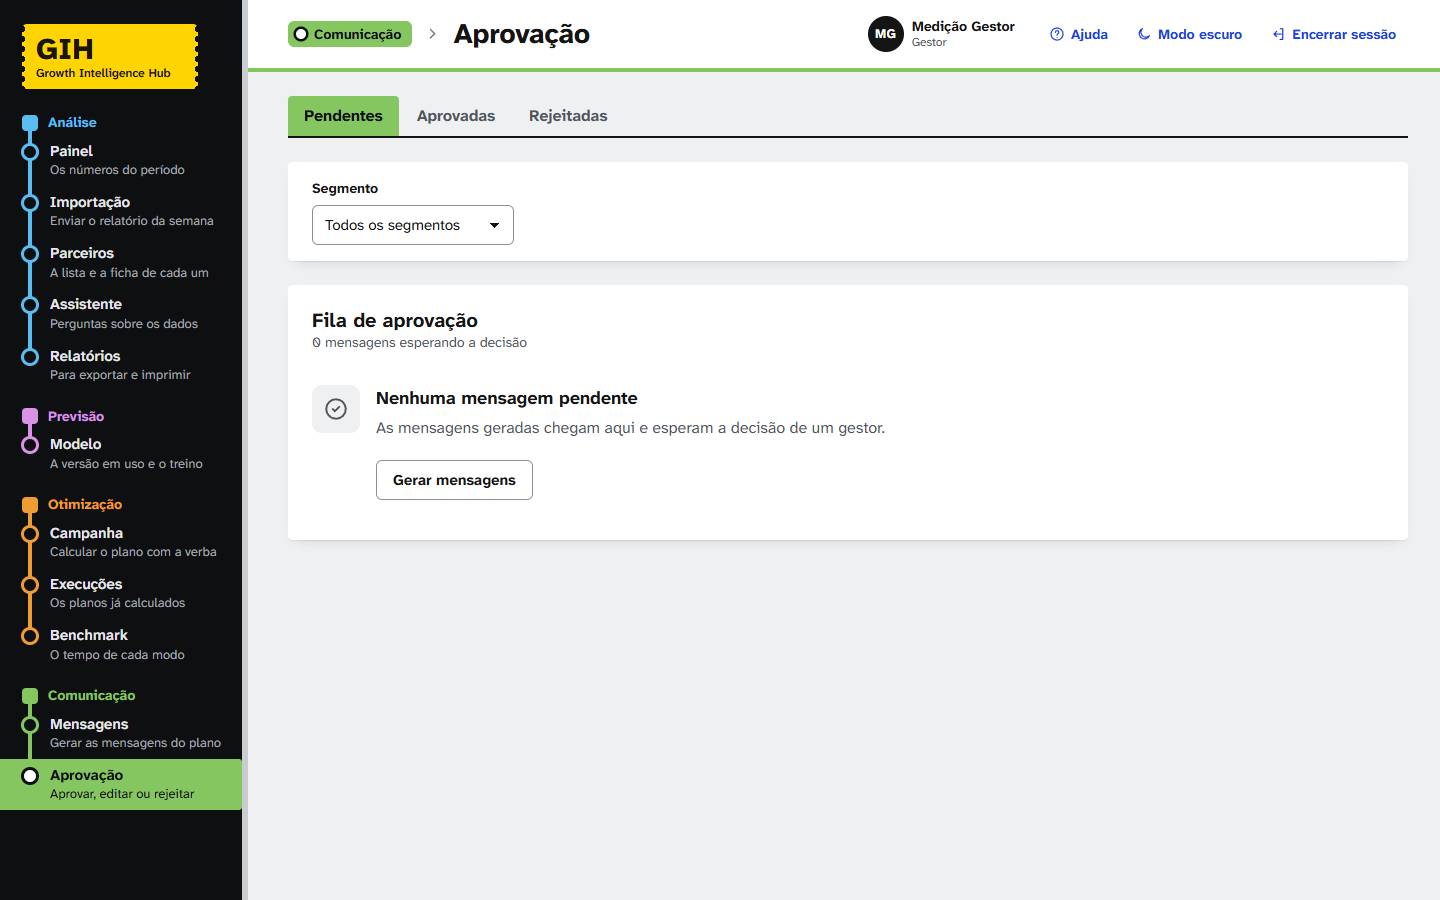 GIH
Growth Intelligence Hub
Análise
Painel
Os números do período
Importação
Enviar o relatório da semana
Parceiros
A lista e a ficha de cada um
Assistente
Perguntas sobre os dados
Relatórios
Para exportar e imprimir
Previsão
Modelo
A versão em uso e o treino
Otimização
Campanha
Calcular o plano com a verba
Execuções
Os planos já calculados
Benchmark
O tempo de cada modo
Comunicação
Mensagens
Gerar as mensagens do plano
Aprovação
Aprovar, editar ou rejeitar
Comunicação
Aprovação
MG
Medição Gestor
Gestor
Ajuda
Modo escuro
Encerrar sessão
Pendentes
Aprovadas
Rejeitadas
Segmento
Todos os segmentos
Fila de aprovação
0 mensagens esperando a decisão
Nenhuma mensagem pendente
As mensagens geradas chegam aqui e esperam a decisão de um gestor.
Gerar mensagens